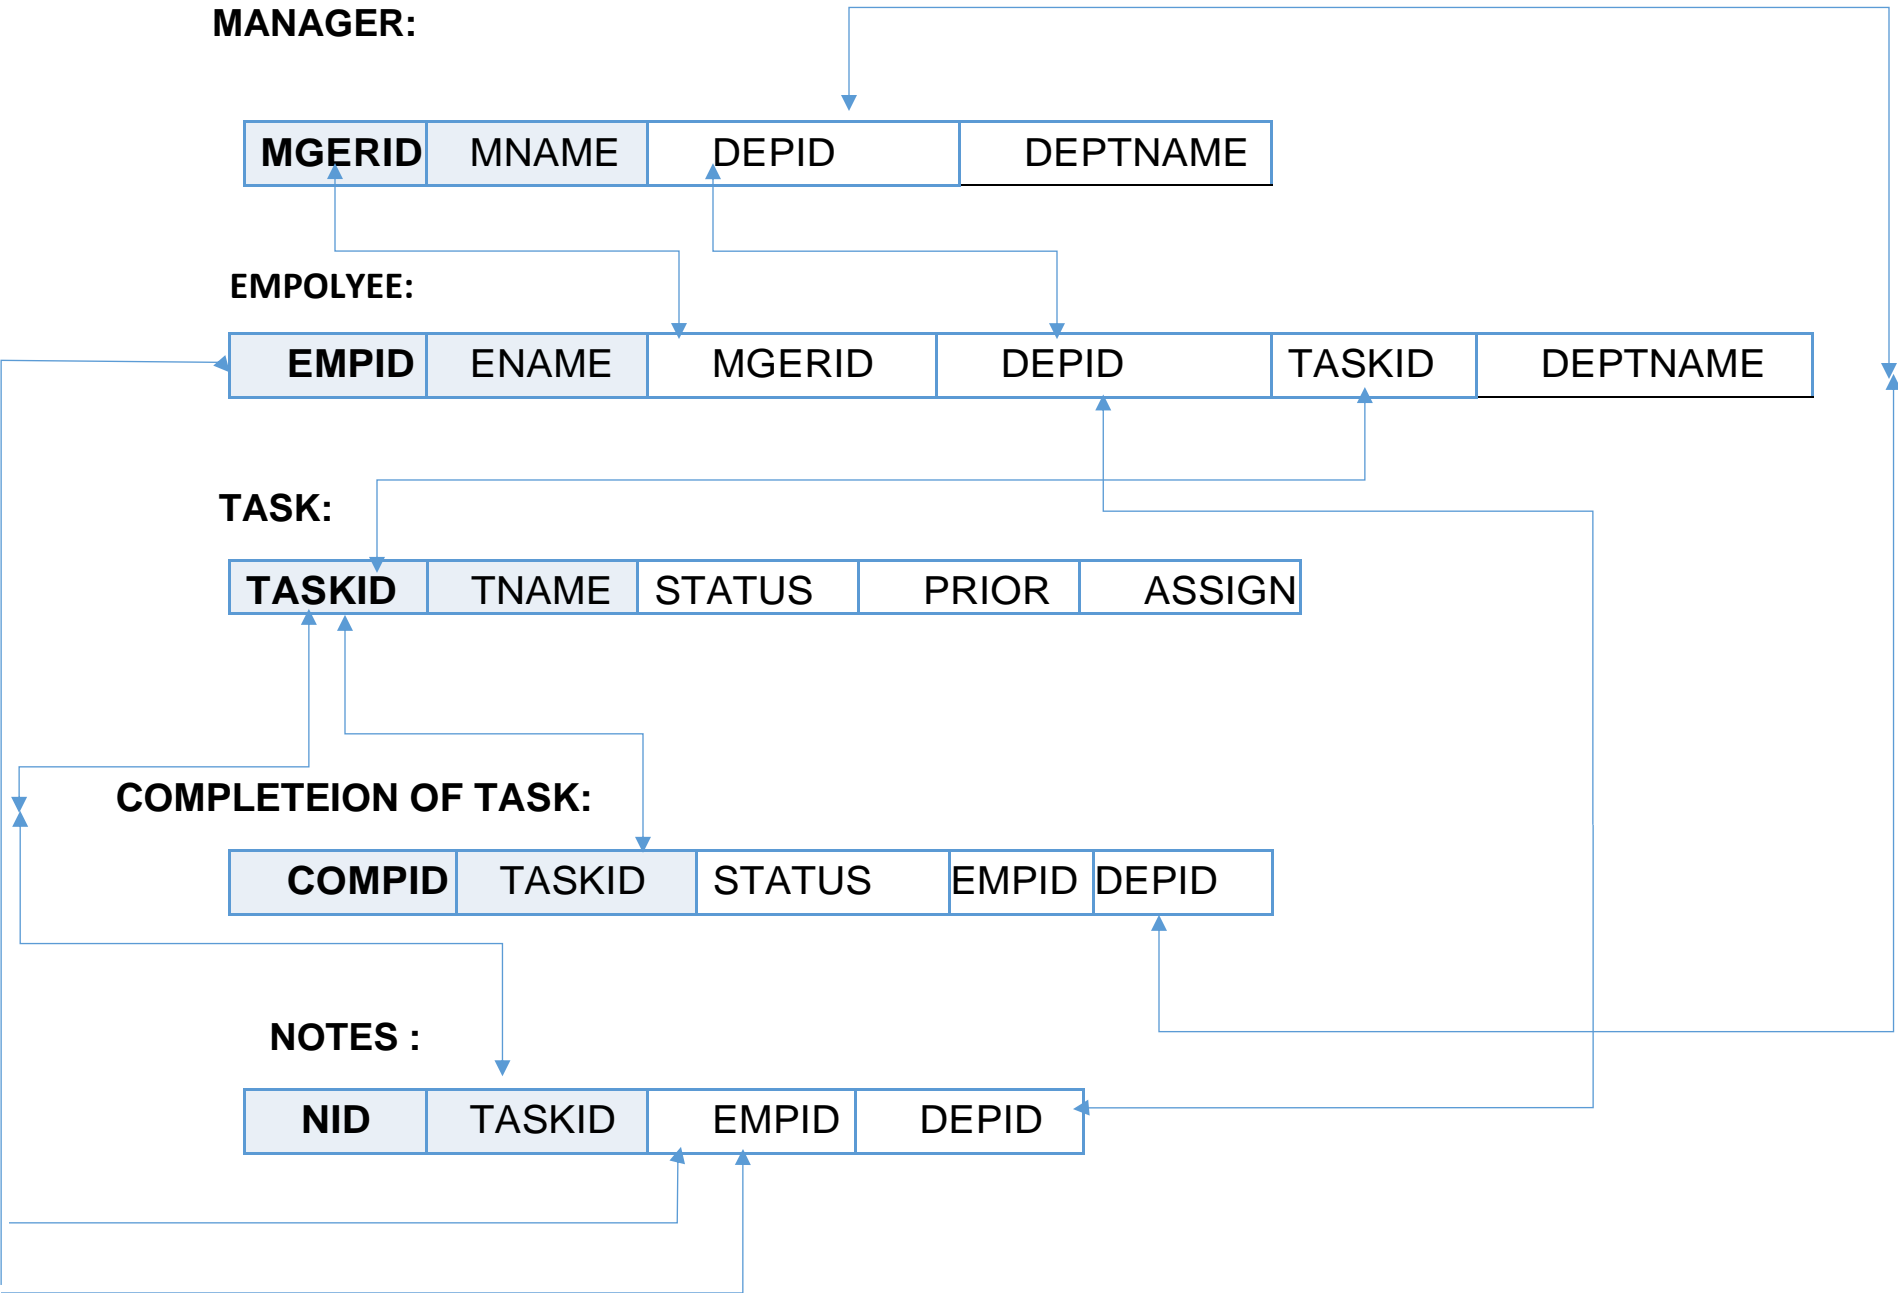 MANAGER:
MGERID MNAME DEPID DEPTNAME
EMPOLYEE:
EMPID ENAME MGERID DEPID TASKID DEPTNAME
TASK:
TASKID TNAME STATUS PRIOR ASSIGN
COMPLETEION OF TASK:
COMPID TASKID STATUS EMPID DEPID
NOTES :
NID TASKID EMPID DEPID